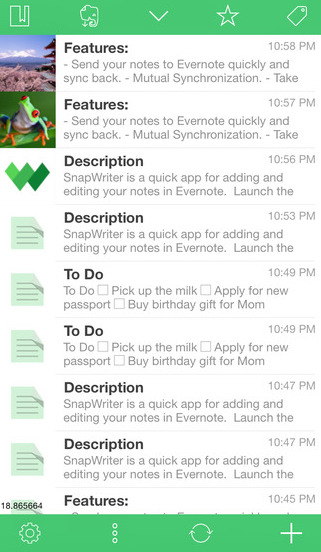 Features:
10:58 PM
- Send your notes to Evernote quickly and
sync back. - Mutual Synchronization. - Take
Features:
10:57 PM
- Send your notes to Evernote quickly and
sync back. - Mutual Synchronization. - Take
Description
10:56 PM
SnapWriter is a quick app for adding and
editing your notes in Evernote. Launch the
Description
10:53 PM
SnapWriter is a quick app for adding and
editing your notes in Evernote. Launch the
To Do
10:49 PM
To Do ☐ Pick up the milk ☐ Apply for new
passport ☐ Buy birthday gift for Mom
To Do
10:49 PM
To Do ☐ Pick up the milk ☐ Apply for new
passport ☐ Buy birthday gift for Mom
Description
10:47 PM
SnapWriter is a quick app for adding and
editing your notes in Evernote. Launch the
Description
10:47 PM
SnapWriter is a quick app for adding and
editing your notes in Evernote. Launch the
18.865664
Features:
10:45 PM